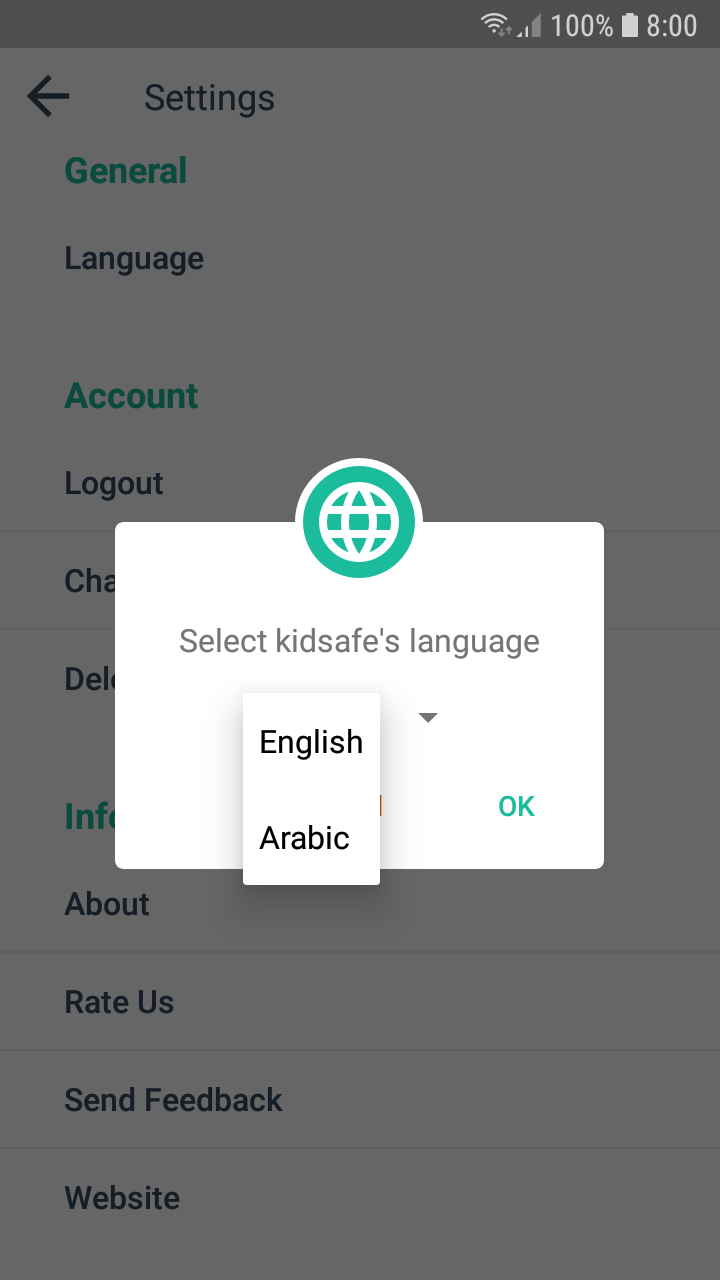 100% 8:00
Settings
General
Language
Account
Logout
Select kidsafe's language
English
OK
Arabic
About
Rate Us
Send Feedback
Website